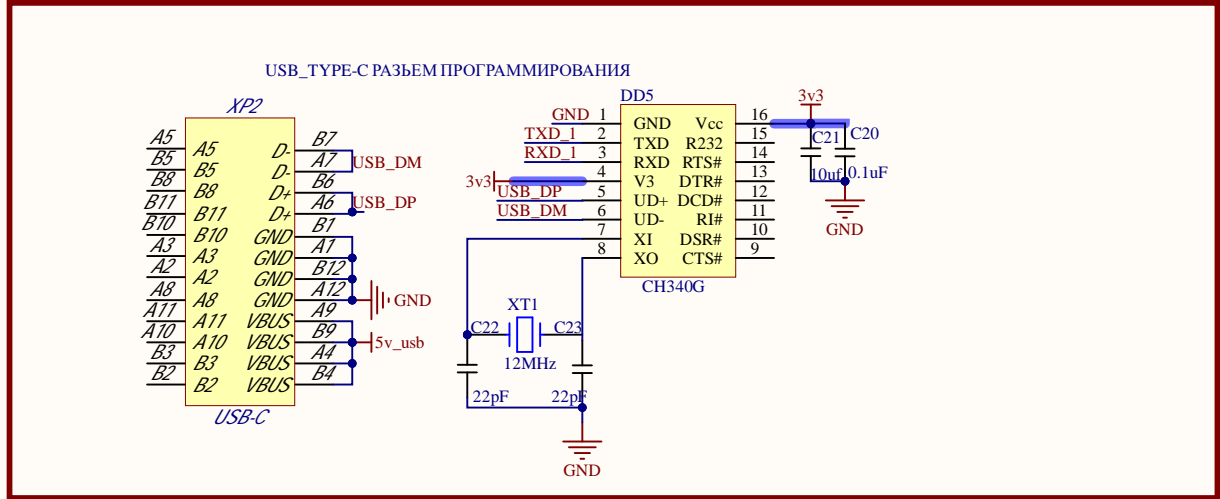 USB_TYPE-C РАЗЬЕМ ПРОГРАММИРОВАНИЯ
XP2
A5 A5 D- B7
B5 B5 D- A7 USB_DM
B8 B8 D+ B6
B11 B11 D+ A6 USB_DP
B10 B10 GND B1
A3 A3 GND A1
A2 A2 GND B12
A8 A8 GND A12 GND
A11 A11 VBUS A9
A10 A10 VBUS B9 5v_usb
B3 B3 VBUS A4
B2 B2 VBUS B4
USB-C
DD5
GND 1 GND Vcc 16
TXD_1 2 TXD R232 15
RXD_1 3 RXD RTS# 14
3v3 4 V3 DTR# 13
USB_DP 5 UD+ DCD# 12
USB_DM 6 UD- RI# 11
7 XI DSR# 10
8 XO CTS# 9
CH340G
3v3
C21 C20
10uf 0.1uF
GND
XT1
C22 C23
12MHz
22pF 22pF
GND